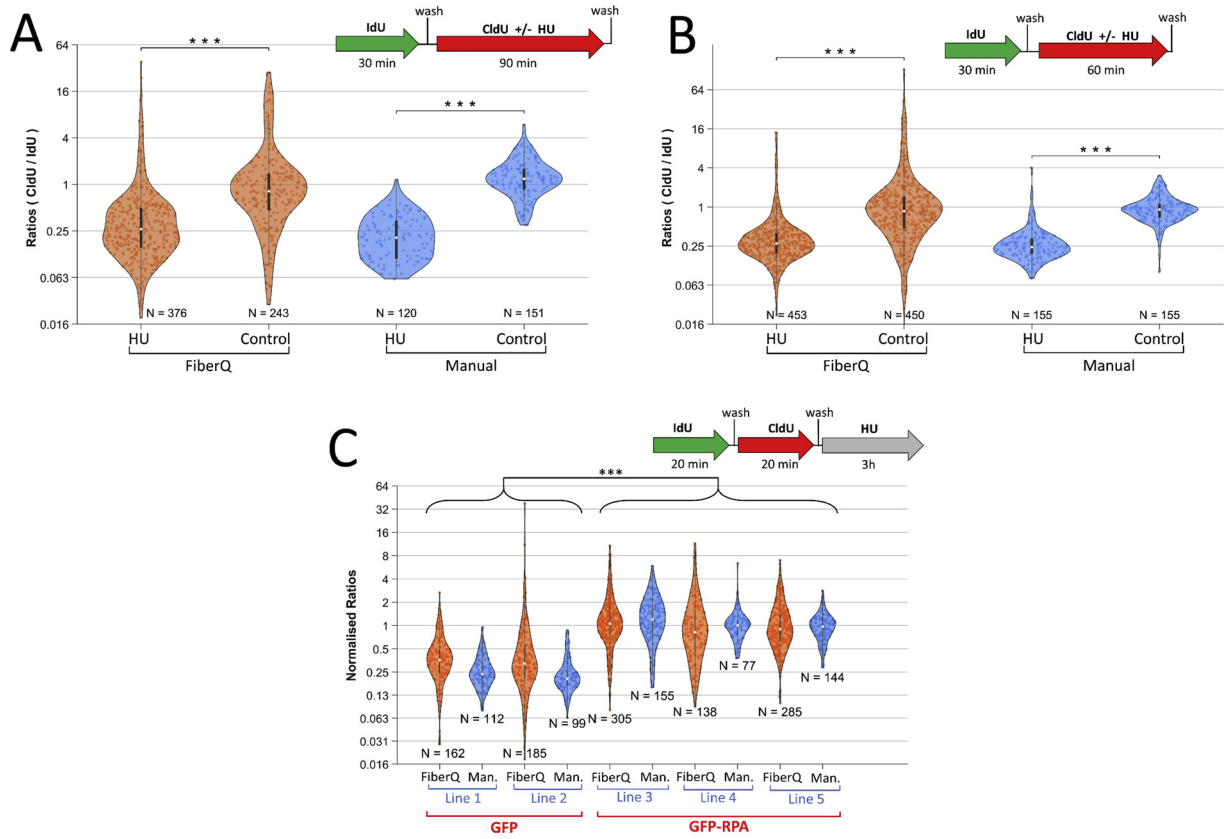 A
wash
wash
IdU
CldU +/- HU
30 min
90 min
* * *
* * *
Ratios ( CldU / IdU )
64
16
4
1
0.25
0.063
0.016
N = 376
N = 243
N = 120
N = 151
HU
Control
HU
Control
FiberQ
Manual
B
wash
wash
IdU
CldU +/- HU
30 min
60 min
* * *
* * *
Ratios ( CldU / IdU )
64
16
4
1
0.25
0.063
0.016
N = 453
N = 450
N = 155
N = 155
HU
Control
HU
Control
FiberQ
Manual
C
wash
wash
IdU
CldU
HU
20 min
20 min
3h
***
Normalised Ratios
64
32
16
8
4
2
1
0.5
0.25
0.13
0.063
0.031
0.016
N = 162
N = 112
N = 185
N = 99
N = 305
N = 155
N = 138
N = 77
N = 285
N = 144
FiberQ Man. FiberQ Man. FiberQ Man. FiberQ Man. FiberQ Man.
Line 1 Line 2 Line 3 Line 4 Line 5
GFP GFP-RPA